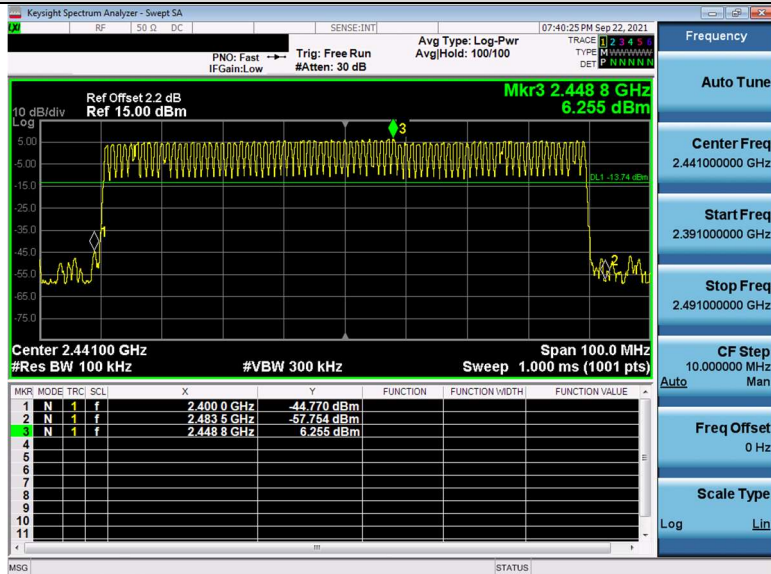 Keysight Spectrum Analyzer - Swept SA
LXI RF 50 Ω DC SENSE:INT 07:40:25 PM Sep 22, 2021
PNO: Fast Trig: Free Run Avg Type: Log-Pwr TRACE 1 2 3 4 5 6
IFGain:Low #Atten: 30 dB Avg|Hold: 100/100 TYPE M WWWWW
DET P N N N N N
Ref Offset 2.2 dB Mkr3 2.448 8 GHz
10 dB/div Ref 15.00 dBm 6.255 dBm
Log
5.00
-5.00
-15.0
-25.0
-35.0
-45.0
-55.0
-65.0
-75.0
3
DL1 -13.74 dBm
1
2
Center 2.44100 GHz Span 100.0 MHz
#Res BW 100 kHz #VBW 300 kHz Sweep 1.000 ms (1001 pts)
MKR MODE TRC SCL X Y FUNCTION FUNCTION WIDTH FUNCTION VALUE
1 N 1 f 2.400 0 GHz -44.770 dBm
2 N 1 f 2.483 5 GHz -57.754 dBm
3 N 1 f 2.448 8 GHz 6.255 dBm
4
5
6
7
8
9
10
11
MSG STATUS
Frequency
Auto Tune
Center Freq
2.441000000 GHz
Start Freq
2.391000000 GHz
Stop Freq
2.491000000 GHz
CF Step
10.000000 MHz
Auto Man
Freq Offset
0 Hz
Scale Type
Log Lin